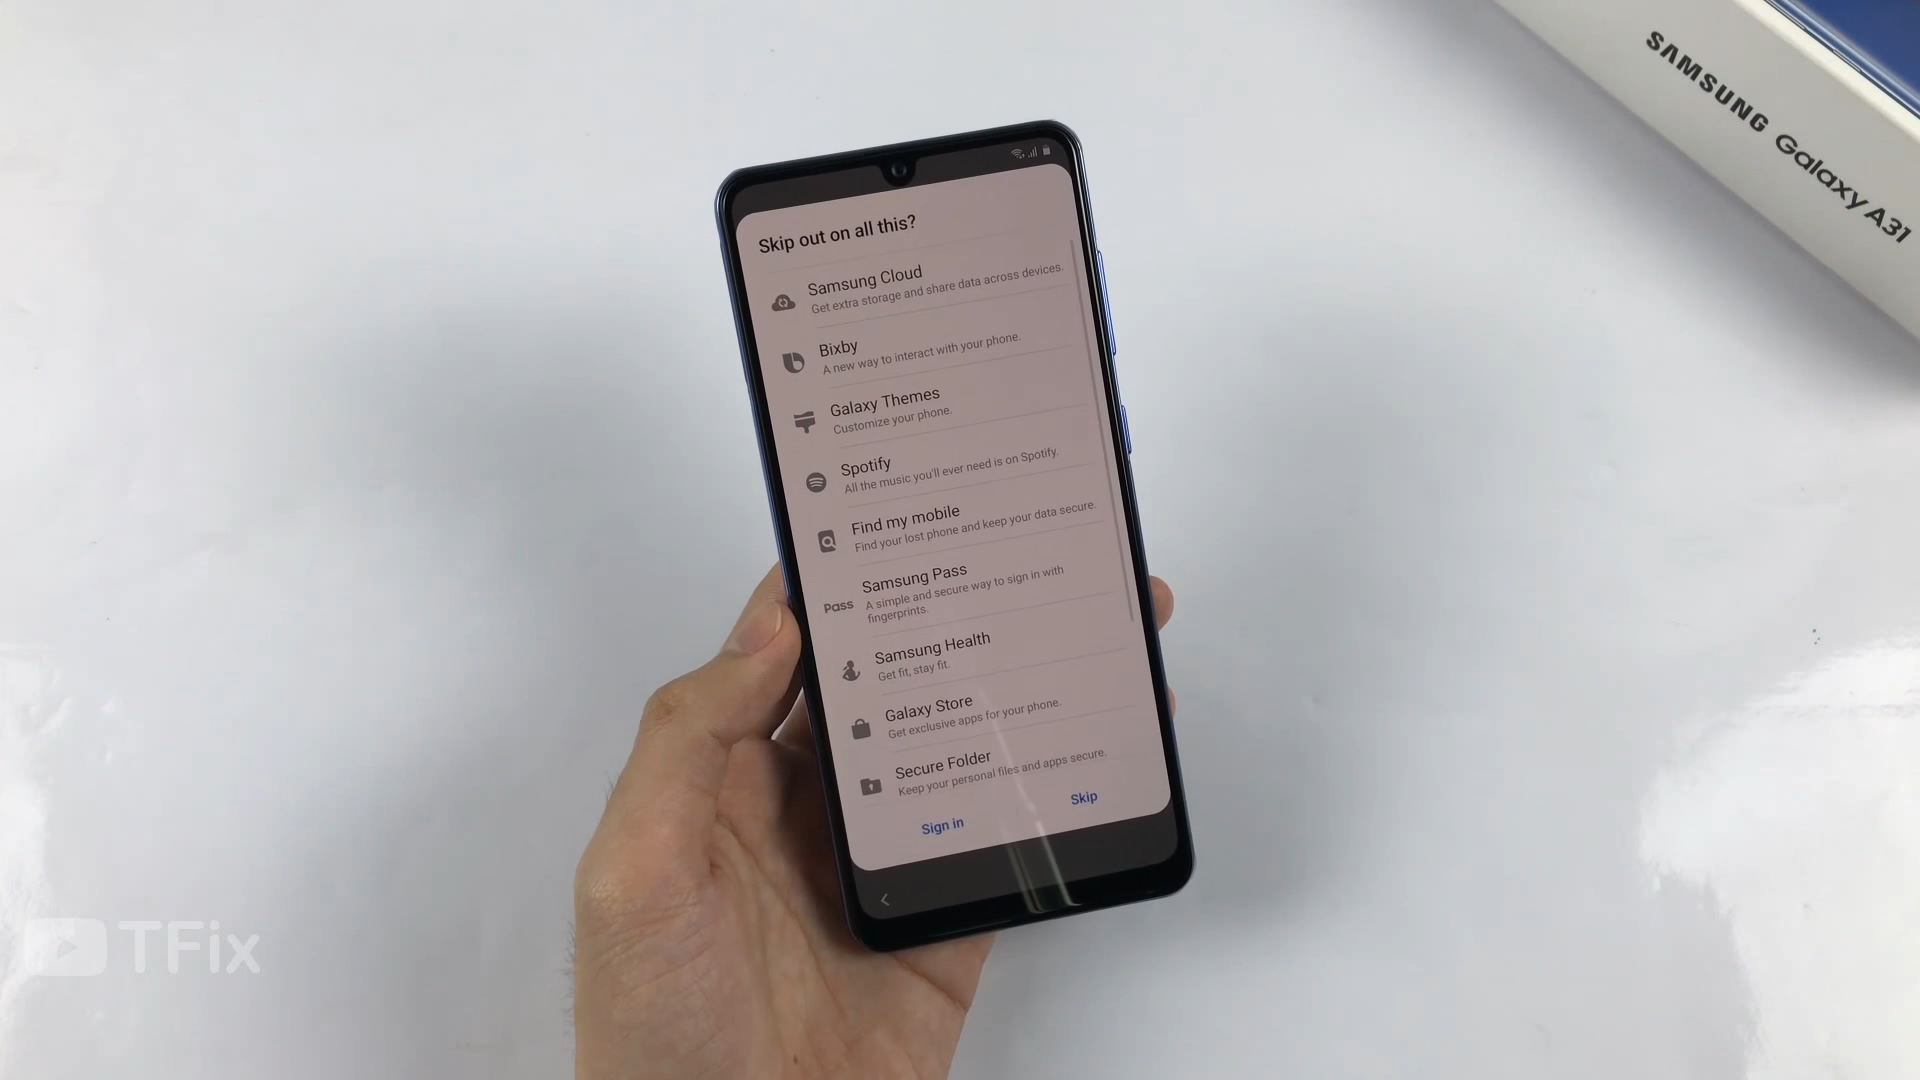 SAMSUNG Galaxy A31
Skip out on all this?
Samsung Cloud
Get extra storage and share data across devices.
Bixby
A new way to interact with your phone.
Galaxy Themes
Customize your phone.
Spotify
All the music you'll ever need is on Spotify.
Find my mobile
Find your lost phone and keep your data secure.
Pass
Samsung Pass
A simple and secure way to sign in with
fingerprints.
Samsung Health
Get fit, stay fit.
Galaxy Store
Get exclusive apps for your phone.
Secure Folder
Keep your personal files and apps secure.
Sign in
Skip
TFix